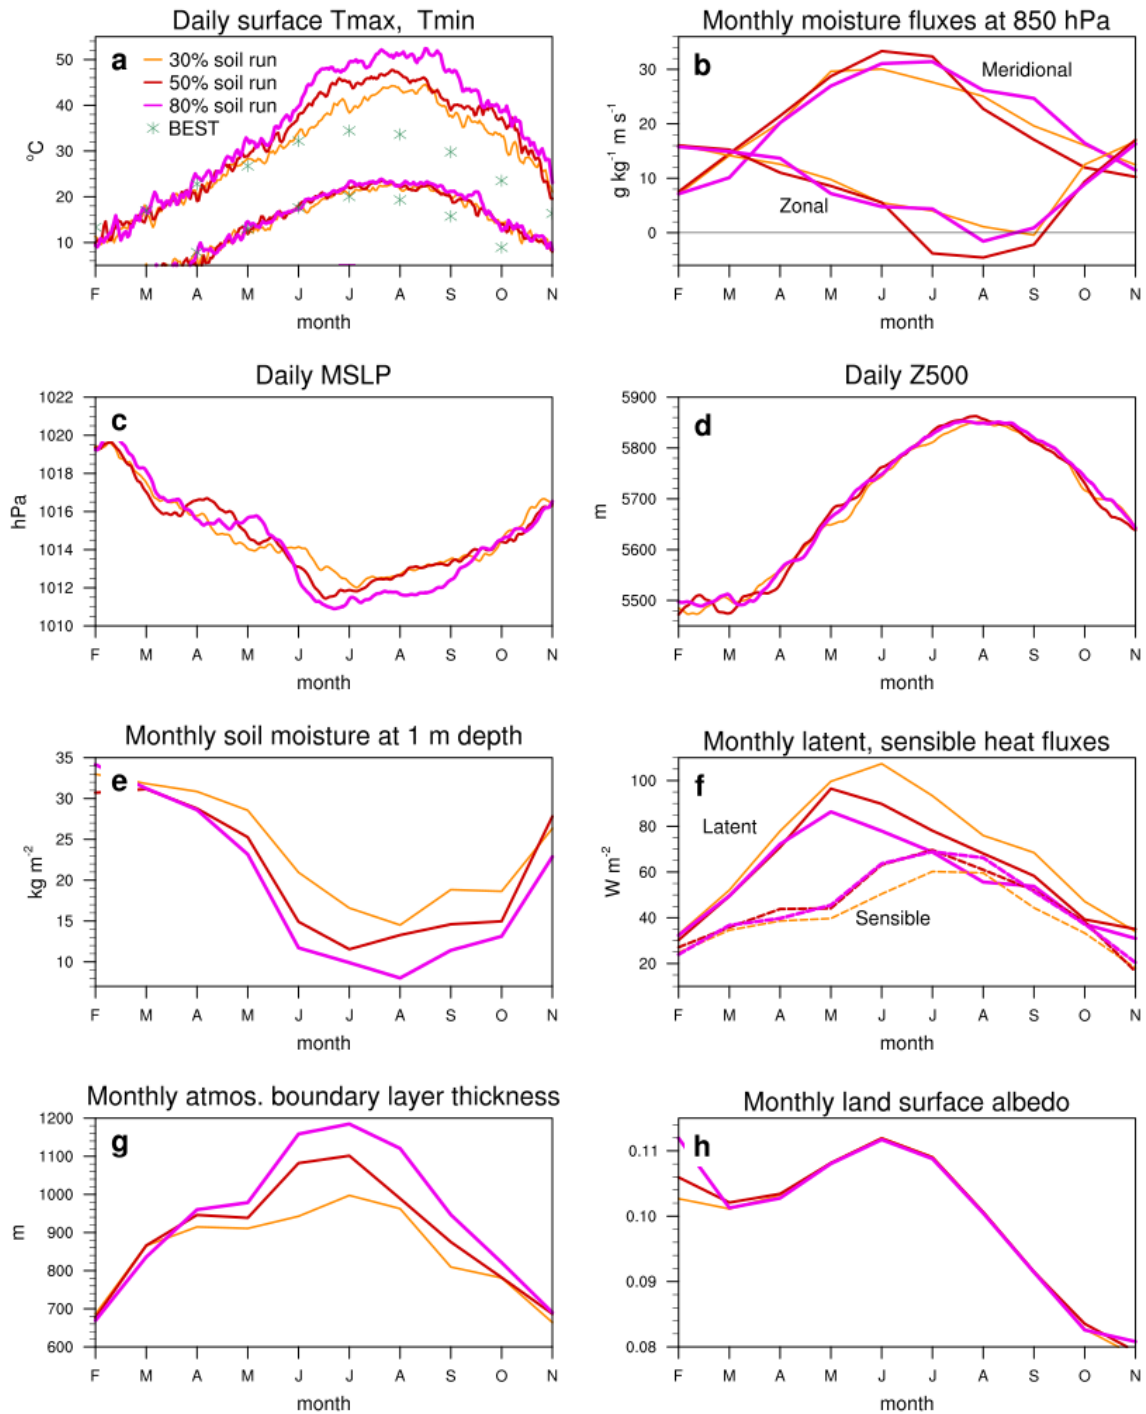 Daily surface Tmax, Tmin
a
30% soil run
50% soil run
80% soil run
BEST
50
40
30
20
10
°C
F M A M J J A S O N
month
Monthly moisture fluxes at 850 hPa
b
Meridional
Zonal
30
20
10
0
g kg⁻¹ m s⁻¹
F M A M J J A S O N
month
Daily MSLP
c
1022
1020
1018
1016
1014
1012
1010
hPa
F M A M J J A S O N
month
Daily Z500
d
5900
5800
5700
5600
5500
m
F M A M J J A S O N
month
Monthly soil moisture at 1 m depth
e
35
30
25
20
15
10
kg m⁻²
F M A M J J A S O N
month
Monthly latent, sensible heat fluxes
f
Latent
Sensible
100
80
60
40
20
W m⁻²
F M A M J J A S O N
month
Monthly atmos. boundary layer thickness
g
1200
1100
1000
900
800
700
600
m
F M A M J J A S O N
month
Monthly land surface albedo
h
0.11
0.10
0.09
0.08
F M A M J J A S O N
month